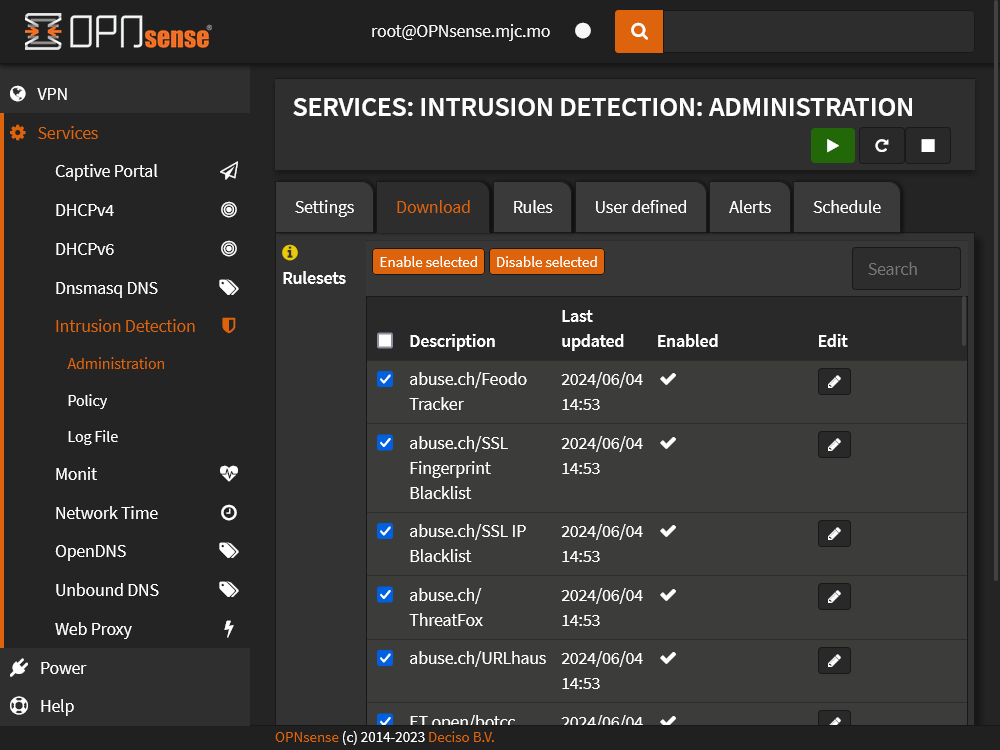 OPNsense®
root@OPNsense.mjc.mo
VPN
Services
Captive Portal
DHCPv4
DHCPv6
Dnsmasq DNS
Intrusion Detection
Administration
Policy
Log File
Monit
Network Time
OpenDNS
Unbound DNS
Web Proxy
Power
Help
SERVICES: INTRUSION DETECTION: ADMINISTRATION
Settings Download Rules User defined Alerts Schedule
Rulesets
Enable selected Disable selected
Search
Description Last updated Enabled Edit
abuse.ch/Feodo 2024/06/04
Tracker 14:53
abuse.ch/SSL 2024/06/04
Fingerprint 14:53
Blacklist
abuse.ch/SSL IP 2024/06/04
Blacklist 14:53
abuse.ch/ 2024/06/04
ThreatFox 14:53
abuse.ch/URLhaus 2024/06/04
14:53
ET open/botcc 2024/06/04
OPNsense (c) 2014-2023 Deciso B.V.